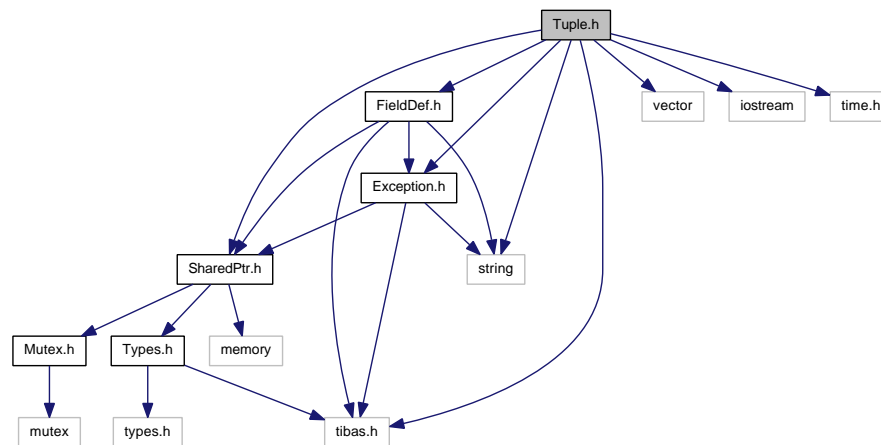 Tuple.h
FieldDef.h
vector
iostream
time.h
Exception.h
SharedPtr.h
string
Mutex.h
Types.h
memory
mutex
types.h
tibas.h